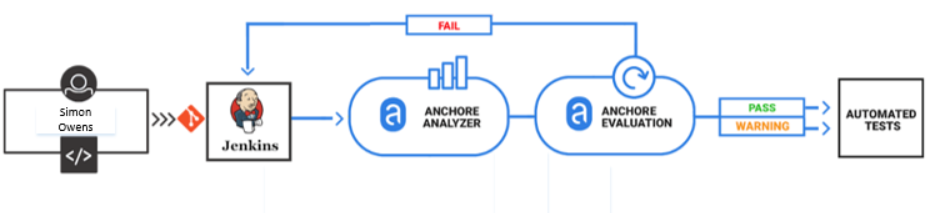 FAIL
Simon
Owens
</>
Jenkins
a ANCHORE
ANALYZER
a ANCHORE
EVALUATION
PASS
WARNING
AUTOMATED
TESTS